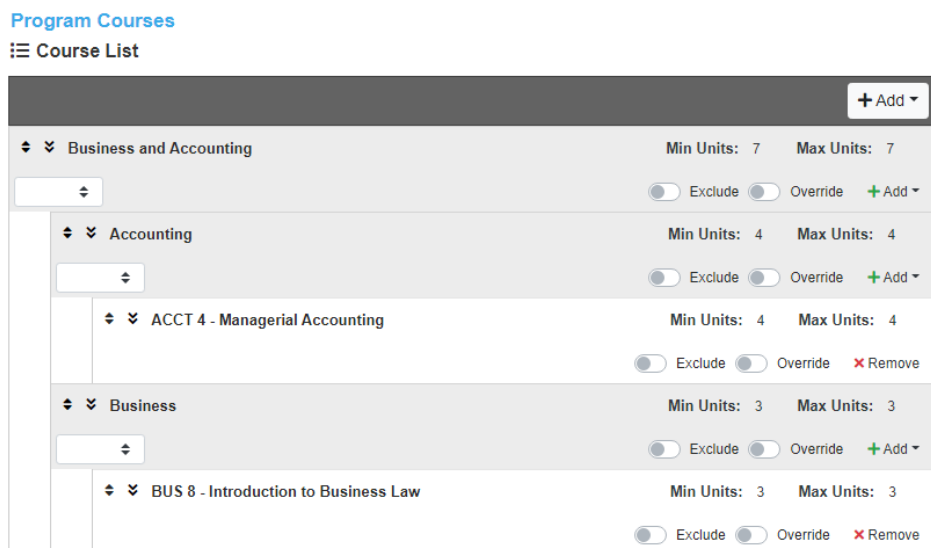 Program Courses
Course List
+ Add
Business and Accounting Min Units: 7 Max Units: 7
Exclude Override + Add
Accounting Min Units: 4 Max Units: 4
Exclude Override + Add
ACCT 4 - Managerial Accounting Min Units: 4 Max Units: 4
Exclude Override × Remove
Business Min Units: 3 Max Units: 3
Exclude Override + Add
BUS 8 - Introduction to Business Law Min Units: 3 Max Units: 3
Exclude Override × Remove